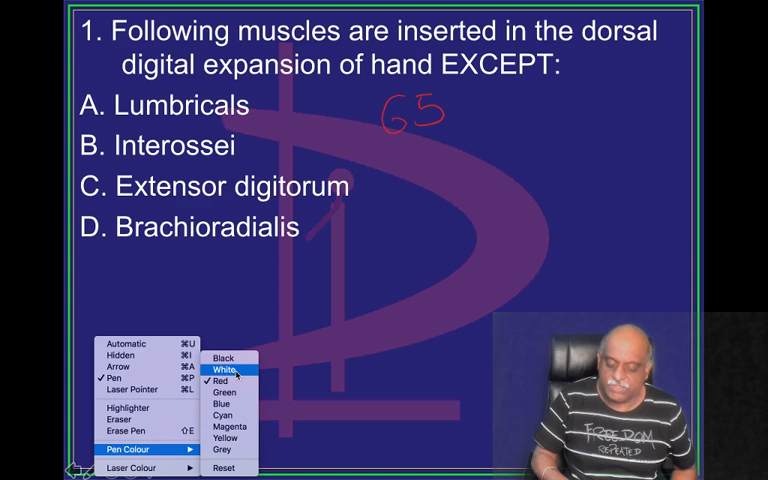 1. Following muscles are inserted in the dorsal
digital expansion of hand EXCEPT:
A. Lumbricals
65
B. Interossei
C. Extensor digitorum
D. Brachioradialis
Automatic ⌘U
Hidden ⌘I
Arrow ⌘A
✓ Pen ⌘P
Laser Pointer ⌘L
Highlighter
Eraser
Erase Pen ⇧E
Pen Colour ▶
Laser Colour ▶
Black
White
✓ Red
Green
Blue
Cyan
Magenta
Yellow
Grey
Reset
FREEDOM
REPEATED